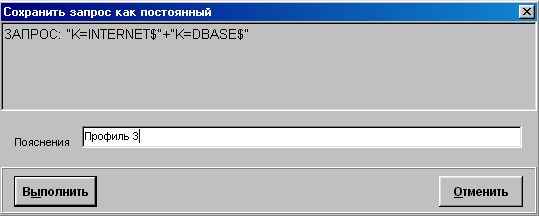 Сохранить запрос как постоянный
ЗАПРОС: "K=INTERNET$"+"K=DBASE$"
Пояснения Профиль 3
Выполнить Отменить